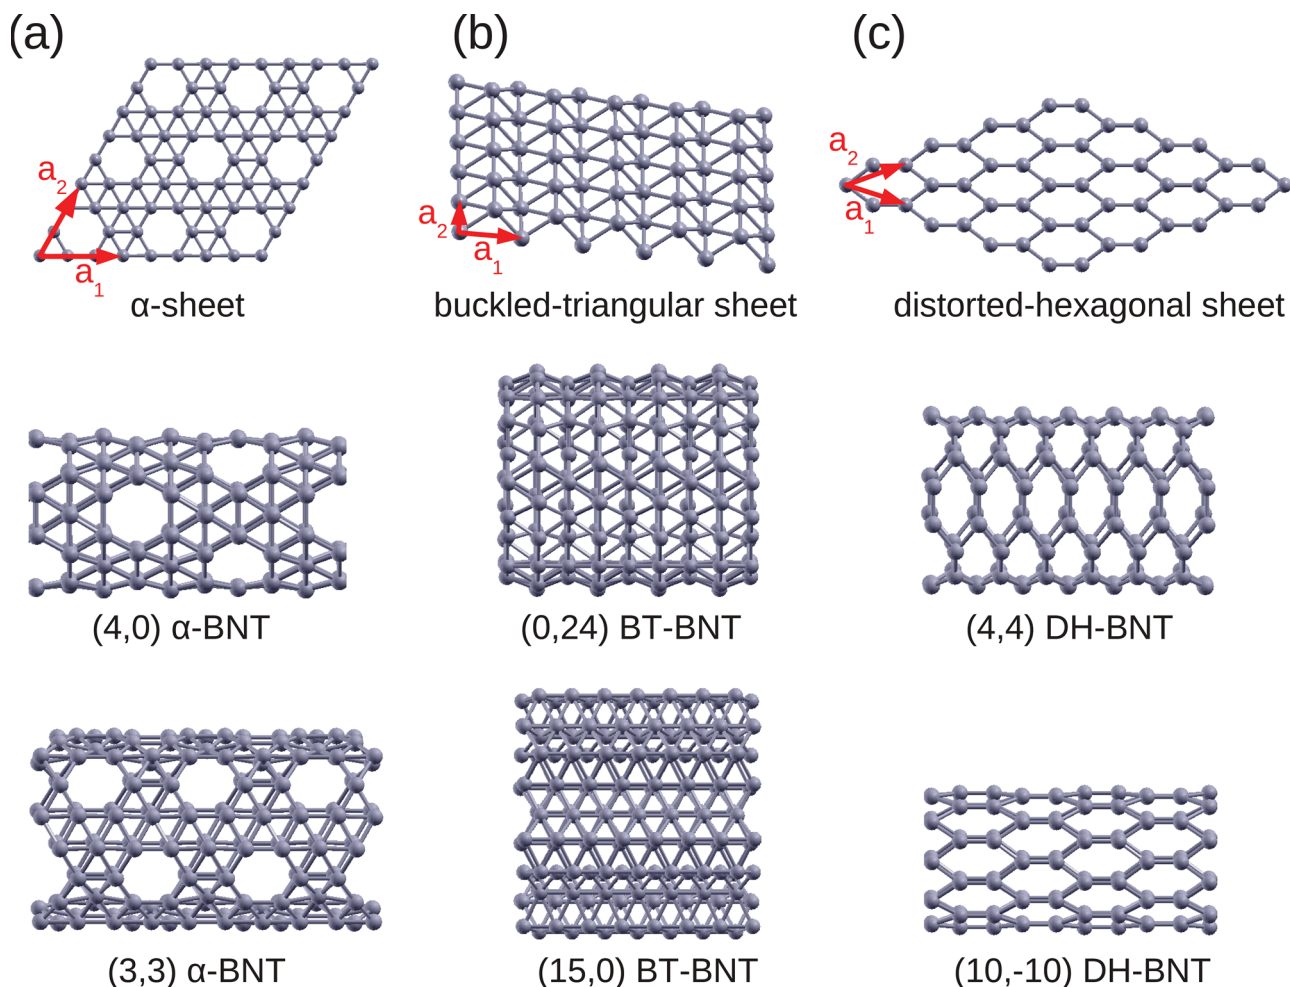 (a)
(b)
(c)
a2
a1
a2
a1
a2
a1
α-sheet
buckled-triangular sheet
distorted-hexagonal sheet
(4,0) α-BNT
(0,24) BT-BNT
(4,4) DH-BNT
(3,3) α-BNT
(15,0) BT-BNT
(10,-10) DH-BNT